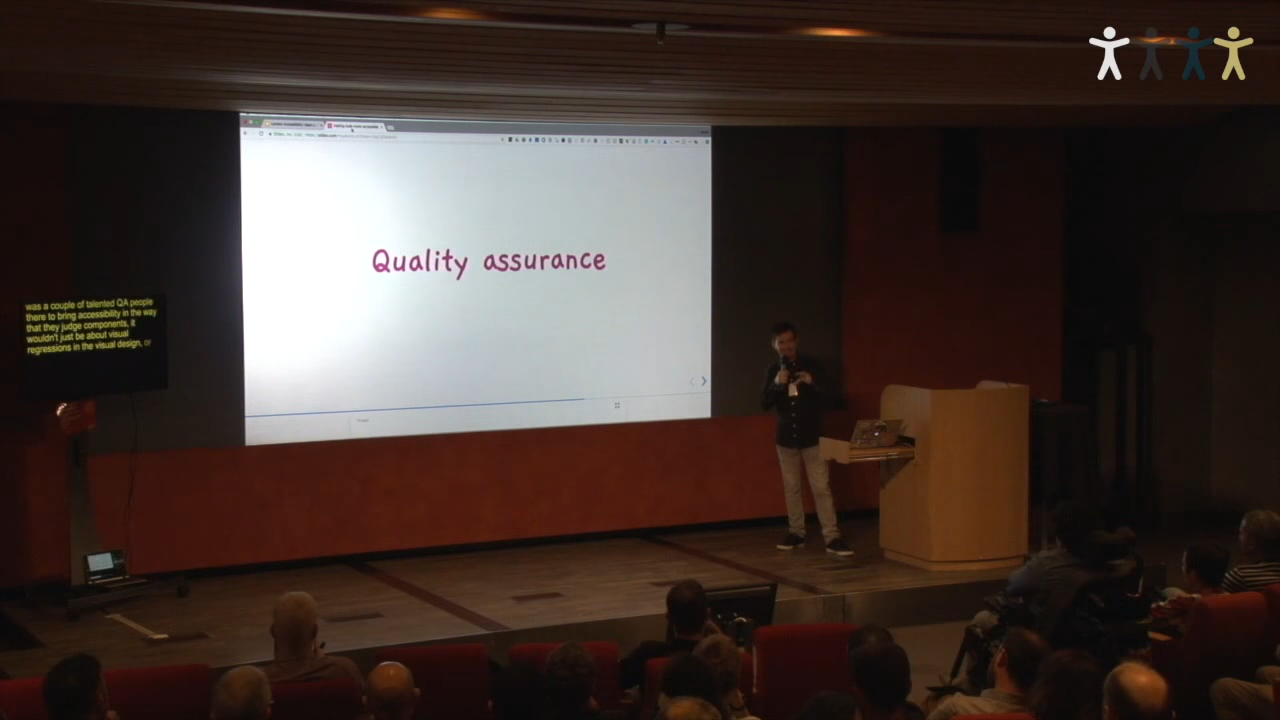 Quality assurance
was a couple of talented QA people
there to bring accessibility in the way
that they judge components, it
wouldn't just be about visual
regressions in the visual design, or